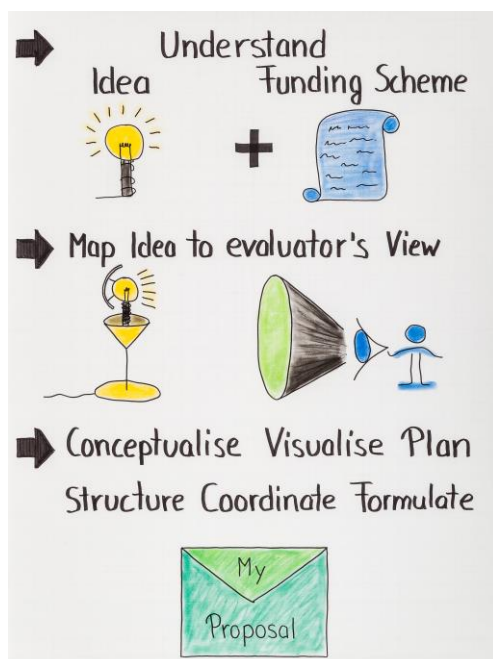 Understand
Idea Funding Scheme
Map Idea to evaluator's View
Conceptualise Visualise Plan
Structure Coordinate Formulate
My
Proposal